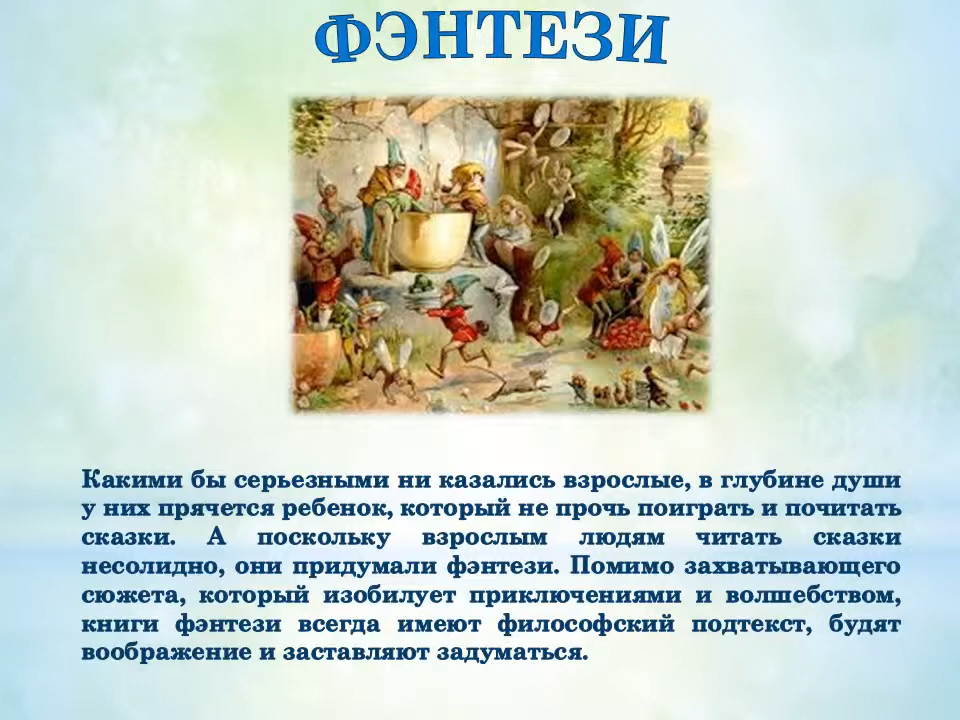 ФЭНТЕЗИ
Какими бы серьезными ни казались взрослые, в глубине души
у них прячется ребенок, который не прочь поиграть и почитать
сказки. А поскольку взрослым людям читать сказки
несолидно, они придумали фэнтези. Помимо захватывающего
сюжета, который изобилует приключениями и волшебством,
книги фэнтези всегда имеют философский подтекст, будят
воображение и заставляют задуматься.